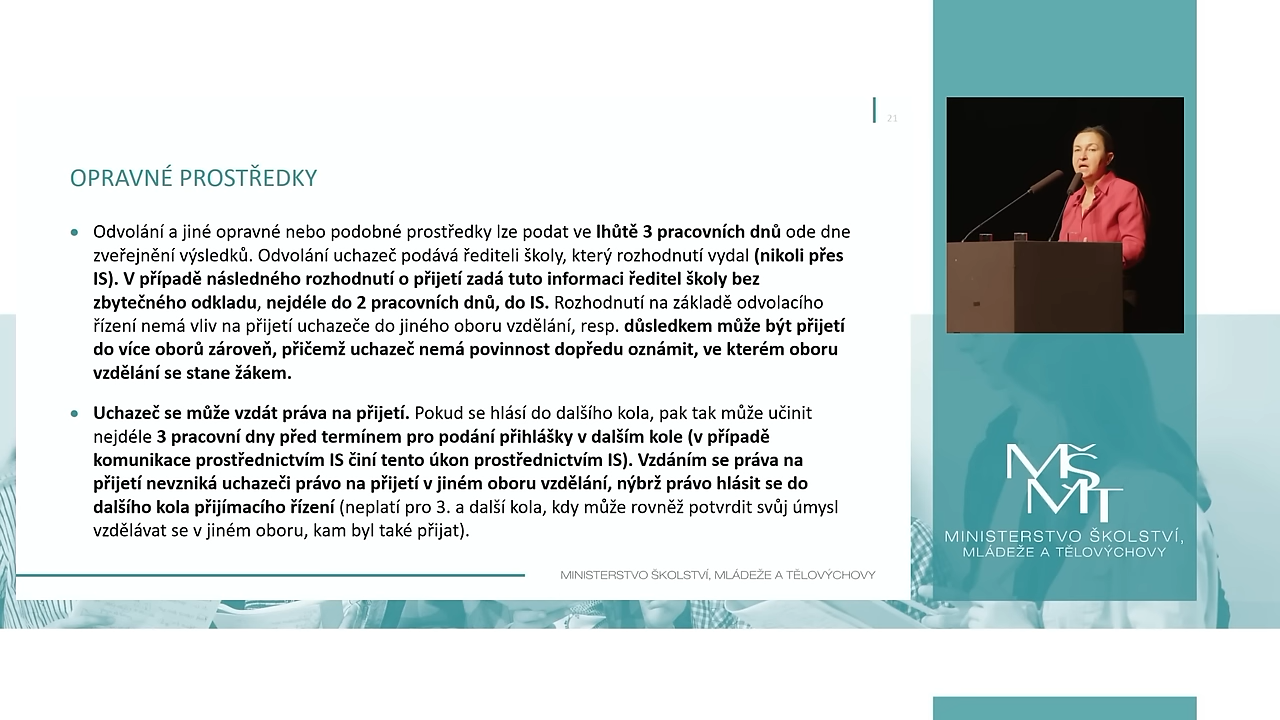 21
OPRAVNÉ PROSTŘEDKY
• Odvolání a jiné opravné nebo podobné prostředky lze podat ve lhůtě 3 pracovních dnů ode dne
zveřejnění výsledků. Odvolání uchazeč podává řediteli školy, který rozhodnutí vydal (nikoli přes
IS). V případě následného rozhodnutí o přijetí zadá tuto informaci ředitel školy bez
zbytečného odkladu, nejdéle do 2 pracovních dnů, do IS. Rozhodnutí na základě odvolacího
řízení nemá vliv na přijetí uchazeče do jiného oboru vzdělání, resp. důsledkem může být přijetí
do více oborů zároveň, přičemž uchazeč nemá povinnost dopředu oznámit, ve kterém oboru
vzdělání se stane žákem.
• Uchazeč se může vzdát práva na přijetí. Pokud se hlásí do dalšího kola, pak tak může učinit
nejdéle 3 pracovní dny před termínem pro podání přihlášky v dalším kole (v případě
komunikace prostřednictvím IS činí tento úkon prostřednictvím IS). Vzdáním se práva na
přijetí nevzniká uchazeči právo na přijetí v jiném oboru vzdělání, nýbrž právo hlásit se do
dalšího kola přijímacího řízení (neplatí pro 3. a další kola, kdy může rovněž potvrdit svůj úmysl
vzdělávat se v jiném oboru, kam byl také přijat).
MINISTERSTVO ŠKOLSTVÍ, MLÁDEŽE A TĚLOVÝCHOVY
MŠ
MT
MINISTERSTVO ŠKOLSTVÍ,
MLÁDEŽE A TĚLOVÝCHOVY